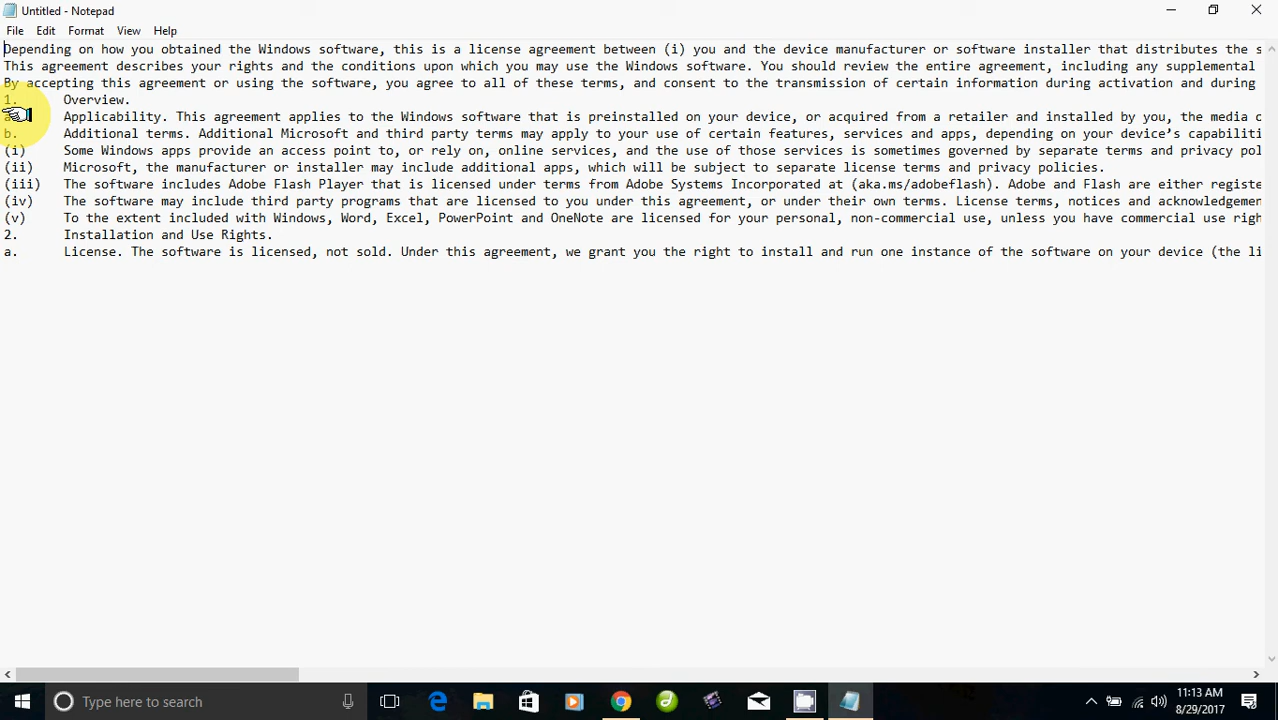 Untitled - Notepad
File Edit Format View Help
Depending on how you obtained the Windows software, this is a license agreement between (i) you and the device manufacturer or software installer that distributes the s
This agreement describes your rights and the conditions upon which you may use the Windows software. You should review the entire agreement, including any supplemental
By accepting this agreement or using the software, you agree to all of these terms, and consent to the transmission of certain information during activation and during
1. Overview.
Applicability. This agreement applies to the Windows software that is preinstalled on your device, or acquired from a retailer and installed by you, the media o
b. Additional terms. Additional Microsoft and third party terms may apply to your use of certain features, services and apps, depending on your device’s capabiliti
(i) Some Windows apps provide an access point to, or rely on, online services, and the use of those services is sometimes governed by separate terms and privacy pol
(ii) Microsoft, the manufacturer or installer may include additional apps, which will be subject to separate license terms and privacy policies.
(iii) The software includes Adobe Flash Player that is licensed under terms from Adobe Systems Incorporated at (aka.ms/adobeflash). Adobe and Flash are either registe
(iv) The software may include third party programs that are licensed to you under this agreement, or under their own terms. License terms, notices and acknowledgemen
(v) To the extent included with Windows, Word, Excel, PowerPoint and OneNote are licensed for your personal, non-commercial use, unless you have commercial use righ
2. Installation and Use Rights.
a. License. The software is licensed, not sold. Under this agreement, we grant you the right to install and run one instance of the software on your device (the li
Type here to search
11:13 AM
8/29/2017